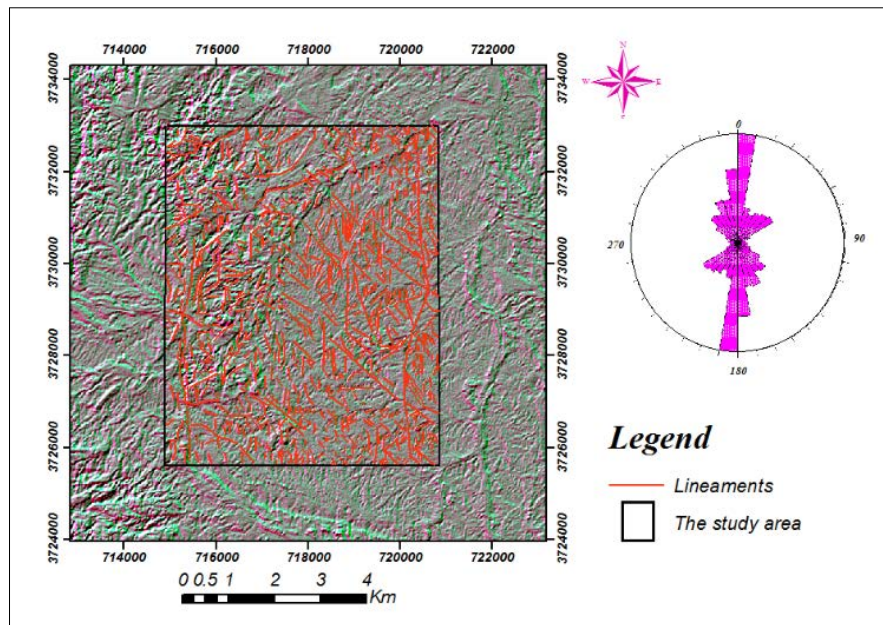 714000 716000 718000 720000 722000
3734000 3734000
3732000 3732000
3730000 3730000
3728000 3728000
3726000 3726000
3724000 3724000
714000 716000 718000 720000 722000
0 0.5 1 2 3 4
Km
N
W E
0
270 90
180
Legend
Lineaments
The study area